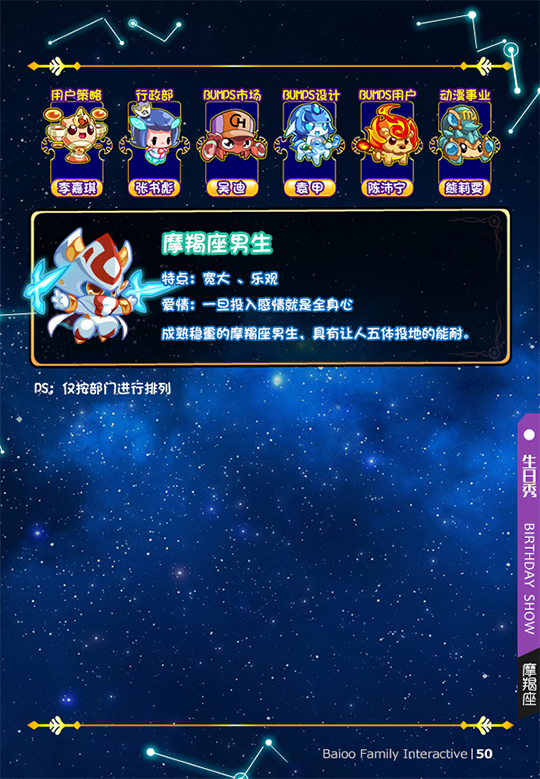 用户策略 行政部 BUMDS市场 BUMDS设计 BUMDS用户 动漫事业
CH
李嘉琪 张书彪 吴迪 袁甲 陈沛宁 熊莉雯
摩羯座男生
特点：宽大 、乐观
爱情：一旦投入感情就是全身心
成熟稳重的摩羯座男生、具有让人五体投地的能耐。
PS：仅按部门进行排列
生日秀 BIRTHDAY SHOW
摩羯座
Baioo Family Interactive | 50